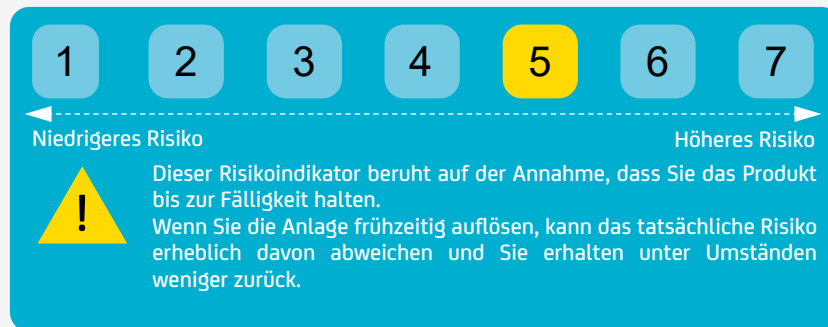 1 2 3 4 5 6 7
Niedrigeres Risiko Höheres Risiko
!
Dieser Risikoindikator beruht auf der Annahme, dass Sie das Produkt
bis zur Fälligkeit halten.
Wenn Sie die Anlage frühzeitig auflösen, kann das tatsächliche Risiko
erheblich davon abweichen und Sie erhalten unter Umständen
weniger zurück.